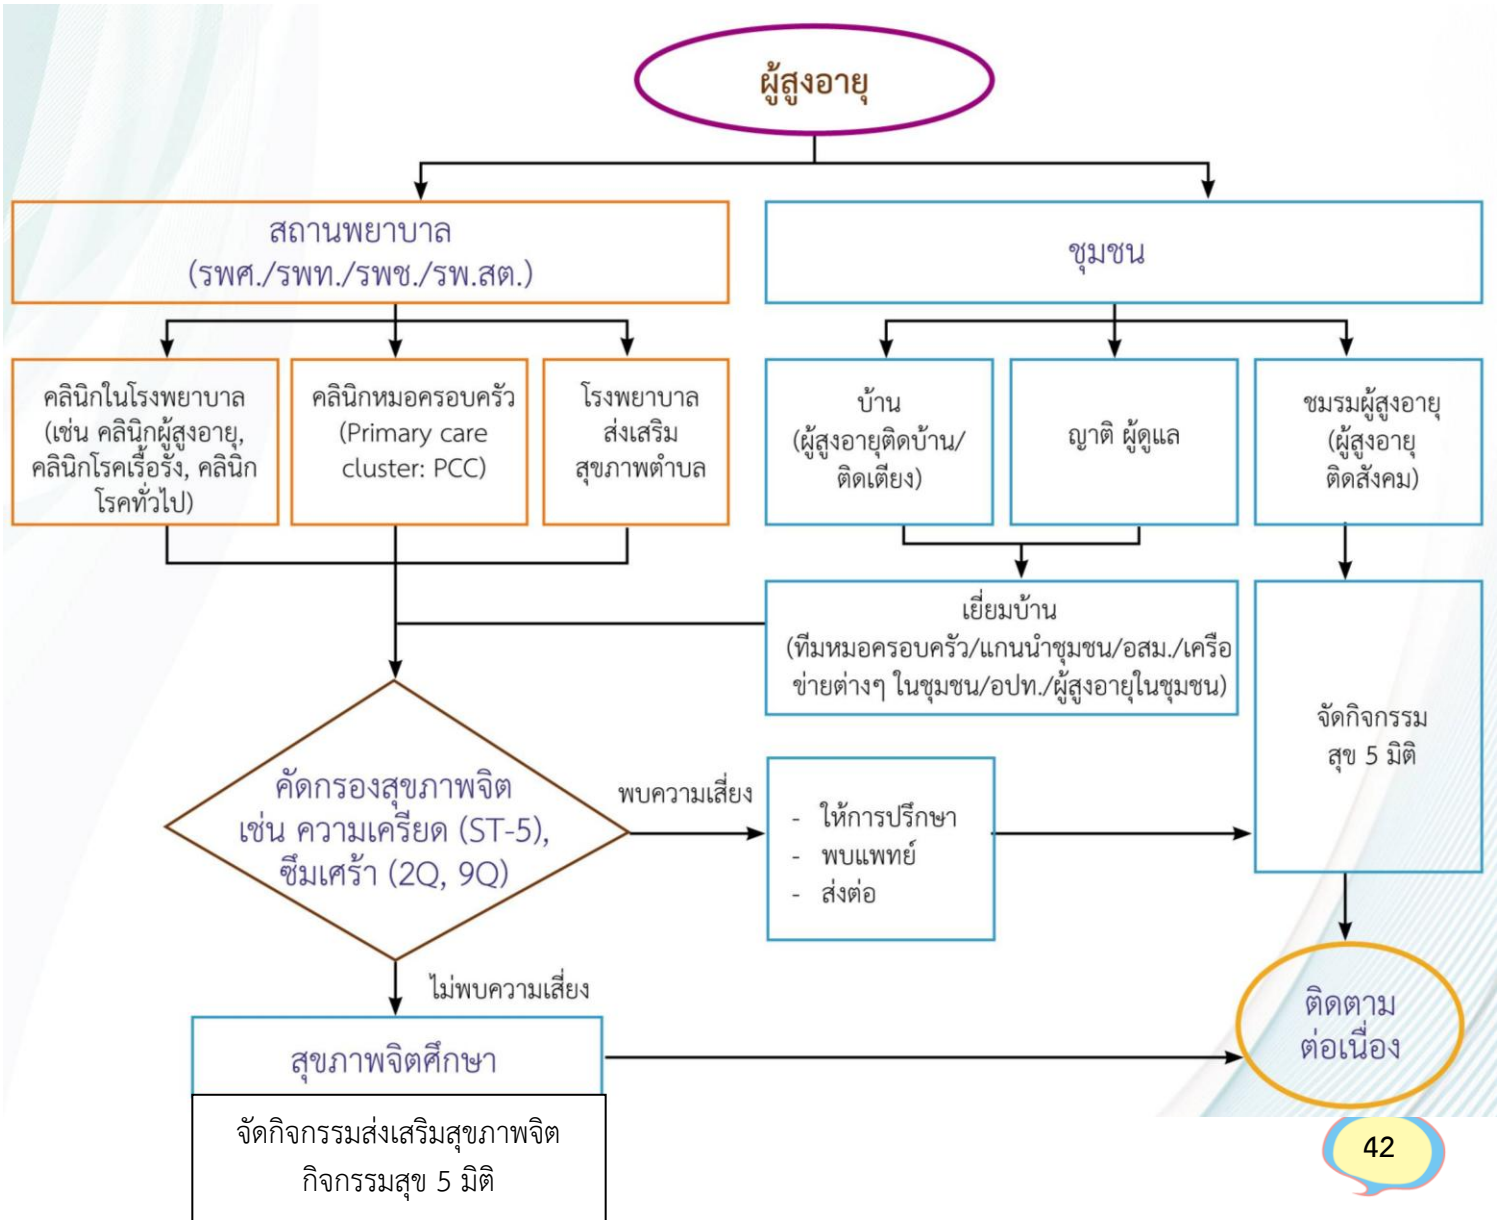 ผู้สูงอายุ
สถานพยาบาล
(รพศ./รพท./รพช./รพ.สต.)
ชุมชน
คลินิกในโรงพยาบาล
(เช่น คลินิกผู้สูงอายุ,
คลินิกโรคเรื้อรัง, คลินิก
โรคทั่วไป)
คลินิกหมอครอบครัว
(Primary care
cluster: PCC)
โรงพยาบาล
ส่งเสริม
สุขภาพตำบล
บ้าน
(ผู้สูงอายุติดบ้าน/
ติดเตียง)
ญาติ ผู้ดูแล
ชมรมผู้สูงอายุ
(ผู้สูงอายุ
ติดสังคม)
เยี่ยมบ้าน
(ทีมหมอครอบครัว/แกนนำชุมชน/อสม./เครือ
ข่ายต่างๆ ในชุมชน/อปท./ผู้สูงอายุในชุมชน)
จัดกิจกรรม
สุข 5 มิติ
คัดกรองสุขภาพจิต
เช่น ความเครียด (ST-5),
ซึมเศร้า (2Q, 9Q)
พบความเสี่ยง
- ให้การปรึกษา
- พบแพทย์
- ส่งต่อ
ไม่พบความเสี่ยง
สุขภาพจิตศึกษา
จัดกิจกรรมส่งเสริมสุขภาพจิต
กิจกรรมสุข 5 มิติ
ติดตาม
ต่อเนื่อง
42